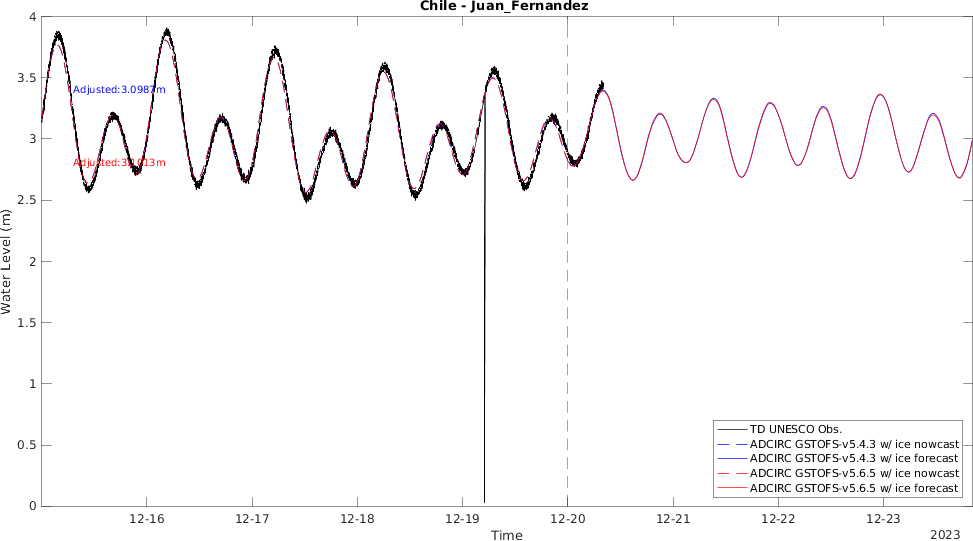 Chile - Juan_Fernandez
Water Level (m)
4
3.5
3
2.5
2
1.5
1
0.5
0
Adjusted:3.0987m
Adjusted:3.1013m
TD UNESCO Obs.
ADCIRC GSTOFS-v5.4.3 w/ ice nowcast
ADCIRC GSTOFS-v5.4.3 w/ ice forecast
ADCIRC GSTOFS-v5.6.5 w/ ice nowcast
ADCIRC GSTOFS-v5.6.5 w/ ice forecast
12-16 12-17 12-18 12-19 12-20 12-21 12-22 12-23
Time
2023